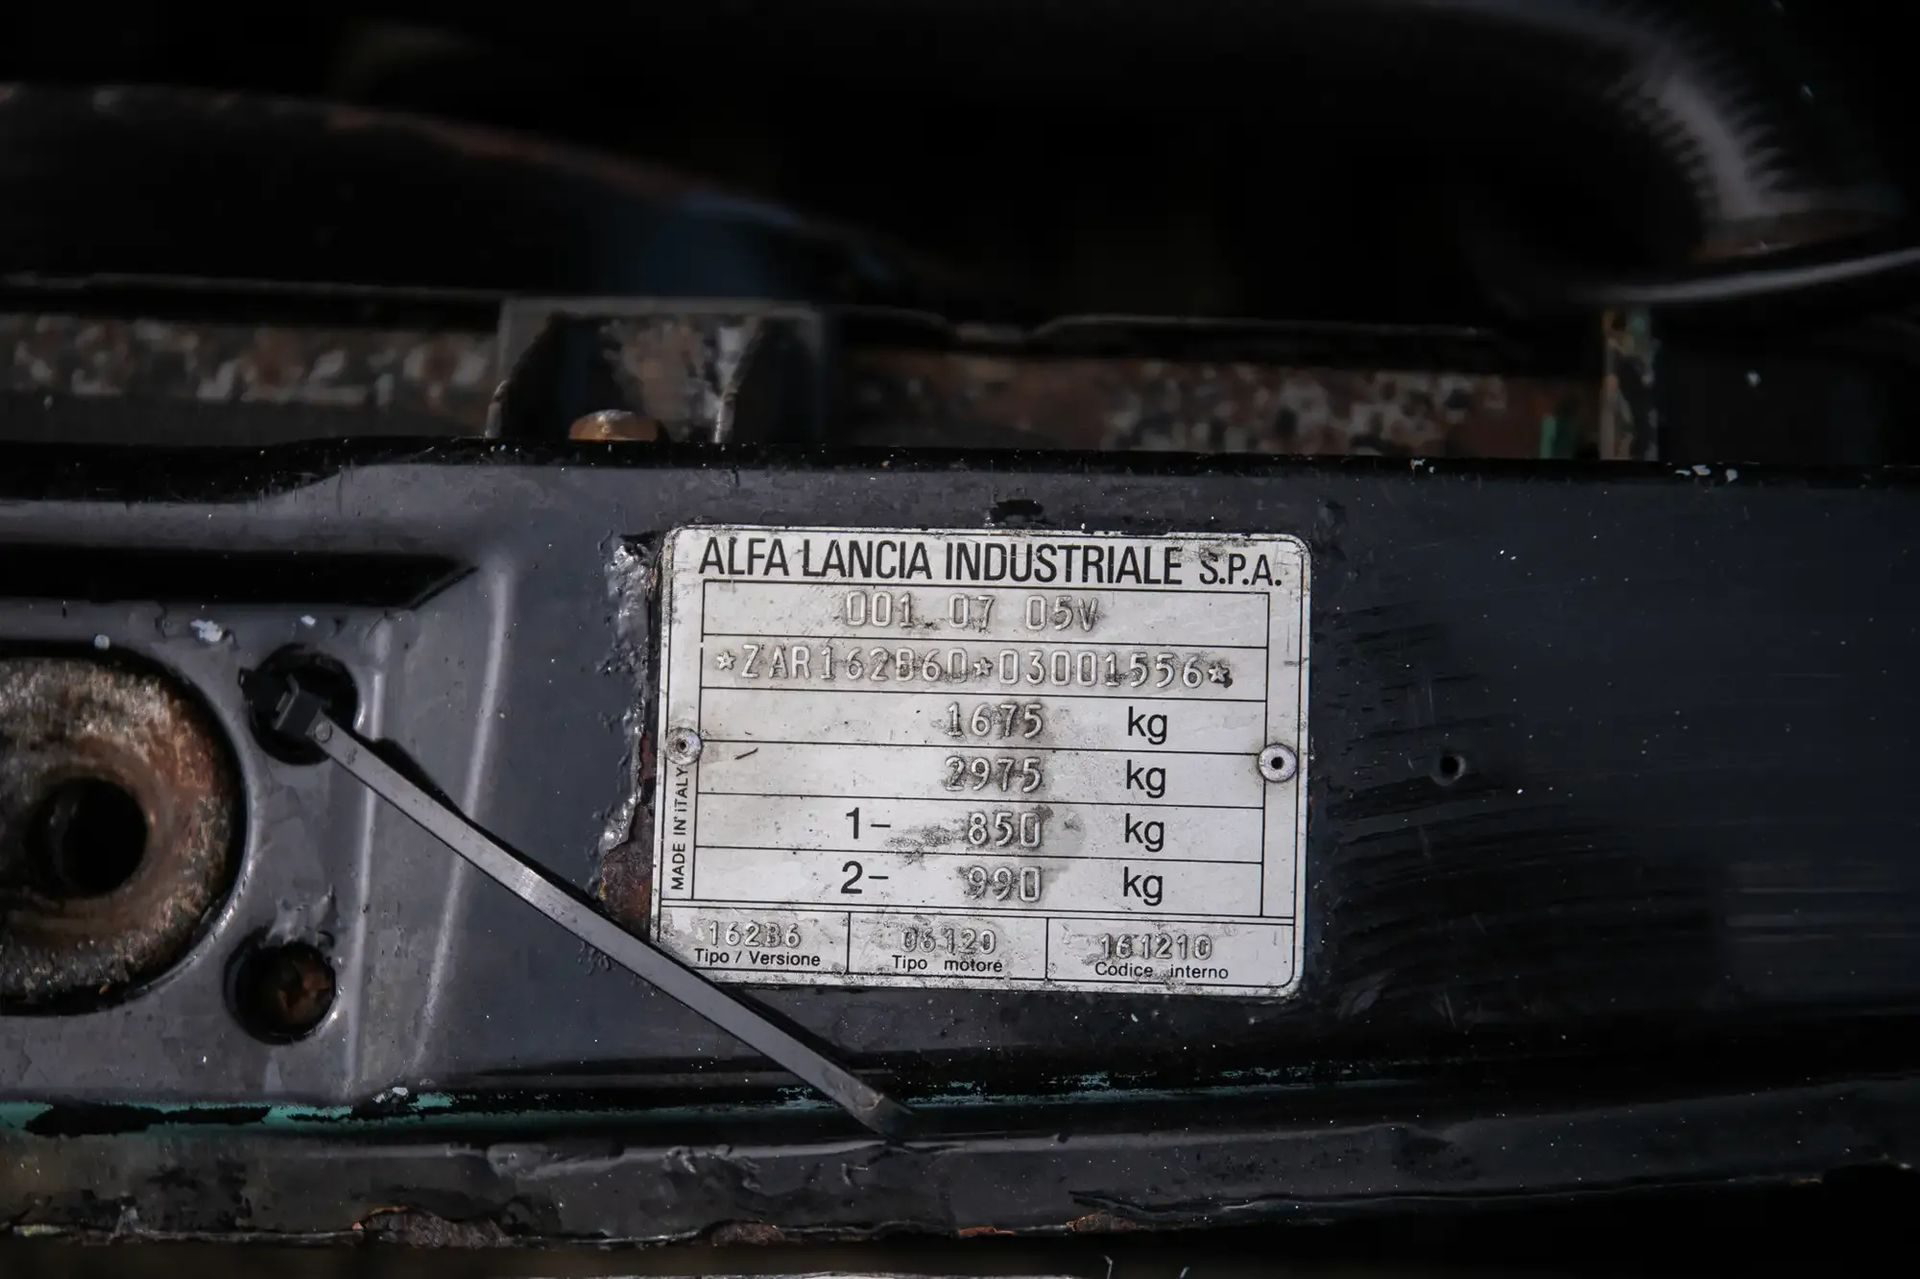 ALFA LANCIA INDUSTRIALE S.P.A.
001 07 05V
*ZAR162B60*03001556*
1675 kg
2975 kg
1- 850 kg
2- 990 kg
MADE IN ITALY
162B6 06120 161210
Tipo / Versione Tipo motore Codice interno